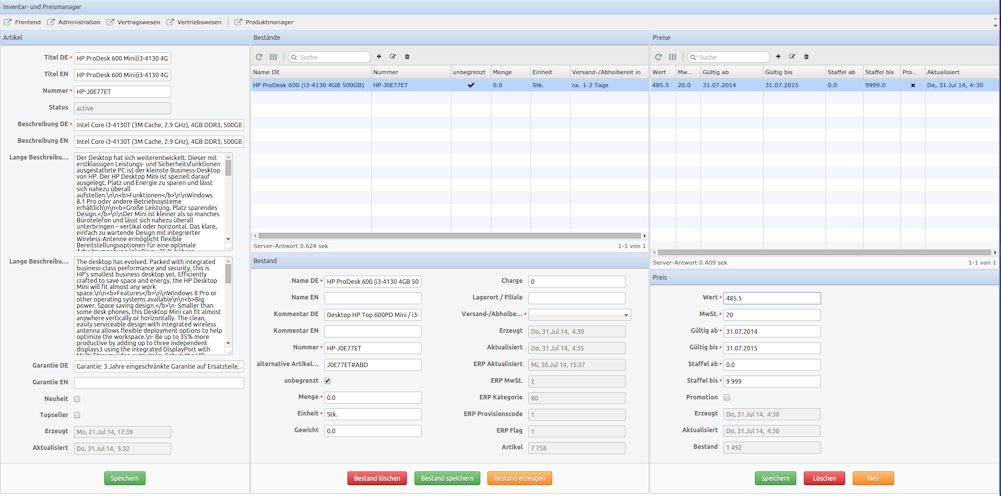 Inventar- und Preismanager
Frontend Administration Vertragswesen Vertriebswesen Produktmanager
Artikel
Titel DE * HP ProDesk 600 Mini(i3-4130 4G
Titel EN HP ProDesk 600 Mini(i3-4130 4G
Nummer * HP-J0E77ET
Status active
Beschreibung DE * Intel Core i3-4130T (3M Cache, 2.9 GHz), 4GB DDR3, 500GB
Beschreibung EN Intel Core i3-4130T (3M Cache, 2.9 GHz), 4GB DDR3, 500GB
Lange Beschreibu...
Der Desktop hat sich weiterentwickelt. Dieser mit
erstklassigen Leistungs- und Sicherheitsfunktionen
ausgestattete PC ist der kleinste Business-Desktop
von HP. Der HP Desktop Mini ist speziell darauf
ausgelegt, Platz und Energie zu sparen und lässt
sich nahezu überall
aufstellen.\n\n<b>Funktionen</b>\n\nWindows
8.1 Pro oder andere Betriebssysteme
erhältlich\n\n<b>Große Leistung. Platz sparendes
Design.</b>\n\nDer Mini ist kleiner als so manches
Bürotelefon und lässt sich nahezu überall
unterbringen – vertikal oder horizontal. Das klare,
einfach zu wartende Design mit integrierter
Wireless-Antenne ermöglicht flexible
Bereitstellungsoptionen für eine optimale
Lange Beschreibu...
The desktop has evolved. Packed with integrated
business-class performance and security, this is
HP's smallest business desktop yet. Efficiently
crafted to save space and energy, the HP Desktop
Mini will fit almost any work
space.\n\n<b>Features</b>\n\nWindows 8 Pro or
other operating systems available\n\n<b>Big
power. Space saving design.</b>\n- Smaller than
some desk phones, this Desktop Mini can fit almost
anywhere vertically or horizontally. The clean,
easily serviceable design with integrated wireless
antenna allows flexible deployment options to help
optimize the workspace.\n- Be up to 35% more
productive by adding up to three independent
displays3 using the integrated DisplayPort with
Garantie DE Garantie: 3 Jahre eingeschränkte Garantie auf Ersatzteile,
Garantie EN
Neuheit
Topseller
Erzeugt Mo, 21.Jul 14, 17:39
Aktualisiert Do, 31.Jul 14, 5:32
Speichern
Bestände
Suche
Name DE Nummer unbegrenzt Menge Einheit Versand-/Abholbereit in
HP ProDesk 600 (i3-4130 4GB 500GB) HP-J0E77ET 0.0 Stk. ca. 1-2 Tage
Server-Antwort 0.624 sek 1-1 von 1
Bestand
Name DE * HP ProDesk 600 (i3-4130 4GB 50
Name EN
Kommentar DE Desktop HP Top 600PD Mini / i3-
Kommentar EN
Nummer * HP-J0E77ET
alternative Artikel... J0E77ET#ABD
unbegrenzt
Menge * 0.0
Einheit * Stk.
Gewicht 0.0
Charge 0
Lagerort / Filiale
Versand-/Abholbe... *
Erzeugt Do, 31.Jul 14, 4:30
Aktualisiert Do, 31.Jul 14, 4:35
ERP Aktualisiert Mi, 30.Jul 14, 15:37
ERP MwSt. 2
ERP Kategorie 80
ERP Provisionscode 1
ERP Flag 1
Artikel 7 758
Bestand löschen Bestand speichern Bestand erzeugen
Preise
Suche
Wert Mw... Gültig ab Gültig bis Staffel ab Staffel bis Pro... Aktualisiert
485.5 20.0 31.07.2014 31.07.2015 0.0 9999.0 Do, 31.Jul 14, 4:30
Server-Antwort 0.409 sek 1-1 von 1
Preis
Wert * 485.5
MwSt. * 20
Gültig ab * 31.07.2014
Gültig bis * 31.07.2015
Staffel ab * 0.0
Staffel bis * 9 999
Promotion
Erzeugt Do, 31.Jul 14, 4:30
Aktualisiert Do, 31.Jul 14, 4:30
Bestand 1 492
Speichern Löschen Neu